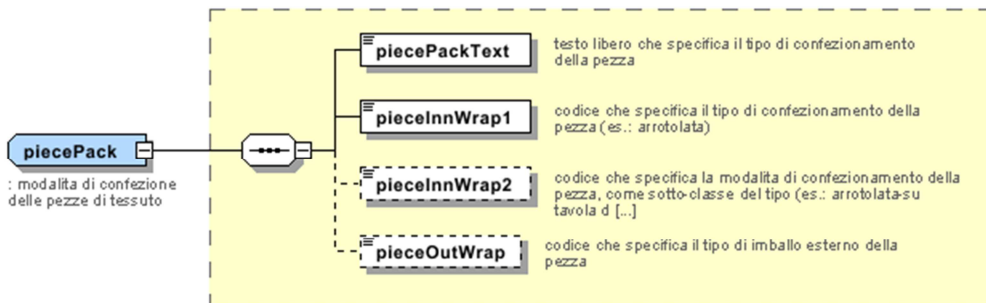 piecePackText
testo libero che specifica il tipo di confezionamento
della pezza
pieceInnWrap1
codice che specifica il tipo di confezionamento della
pezza (es.: arrotolata)
piecePack
: modalita di confezione
delle pezze di tessuto
pieceInnWrap2
codice che specifica la modalita di confezionamento della
pezza, come sotto-classe del tipo (es.: arrotolata-su
tavola d [...]
pieceOutWrap
codice che specifica il tipo di imballo esterno della
pezza